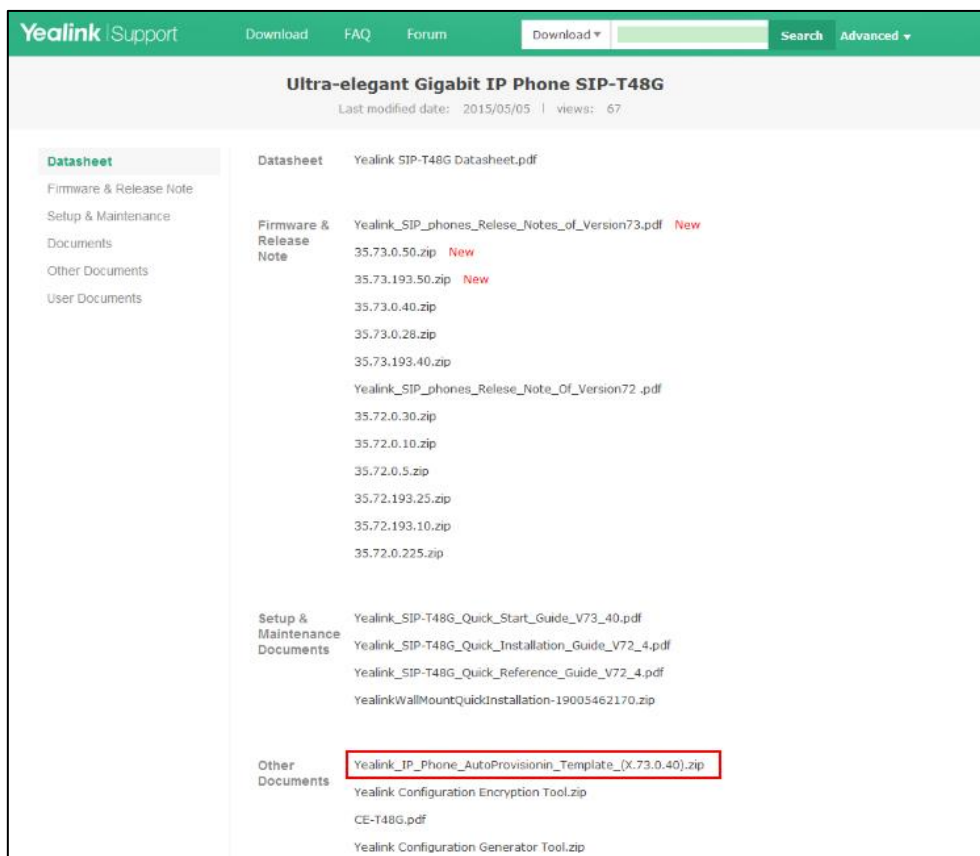 Yealink Support Download FAQ Forum Download Search Advanced
Ultra-elegant Gigabit IP Phone SIP-T48G
Last modified date: 2015/05/05 | views: 67
Datasheet
Firmware & Release Note
Setup & Maintenance
Documents
Other Documents
User Documents
Datasheet Yealink SIP-T48G Datasheet.pdf
Firmware & Release Note
Yealink_SIP_phones_Relese_Notes_of_Version73.pdf New
35.73.0.50.zip New
35.73.193.50.zip New
35.73.0.40.zip
35.73.0.28.zip
35.73.193.40.zip
Yealink_SIP_phones_Relese_Note_Of_Version72 .pdf
35.72.0.30.zip
35.72.0.10.zip
35.72.0.5.zip
35.72.193.25.zip
35.72.193.10.zip
35.72.0.225.zip
Setup & Maintenance Documents
Yealink_SIP-T48G_Quick_Start_Guide_V73_40.pdf
Yealink_SIP-T48G_Quick_Installation_Guide_V72_4.pdf
Yealink_SIP-T48G_Quick_Reference_Guide_V72_4.pdf
YealinkWallMountQuickInstallation-19005462170.zip
Other Documents
Yealink_IP_Phone_AutoProvisionin_Template_(X.73.0.40).zip
Yealink Configuration Encryption Tool.zip
CE-T48G.pdf
Yealink Configuration Generator Tool.zip